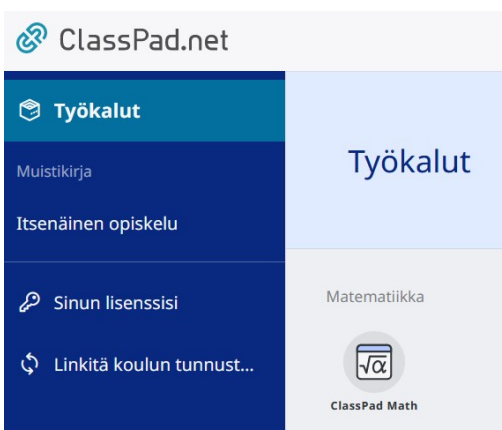 ClassPad.net
Työkalut
Muistikirja
Itsenäinen opiskelu
Sinun lisenssisi
Linkitä koulun tunnust...
Työkalut
Matematiikka
√α
ClassPad Math